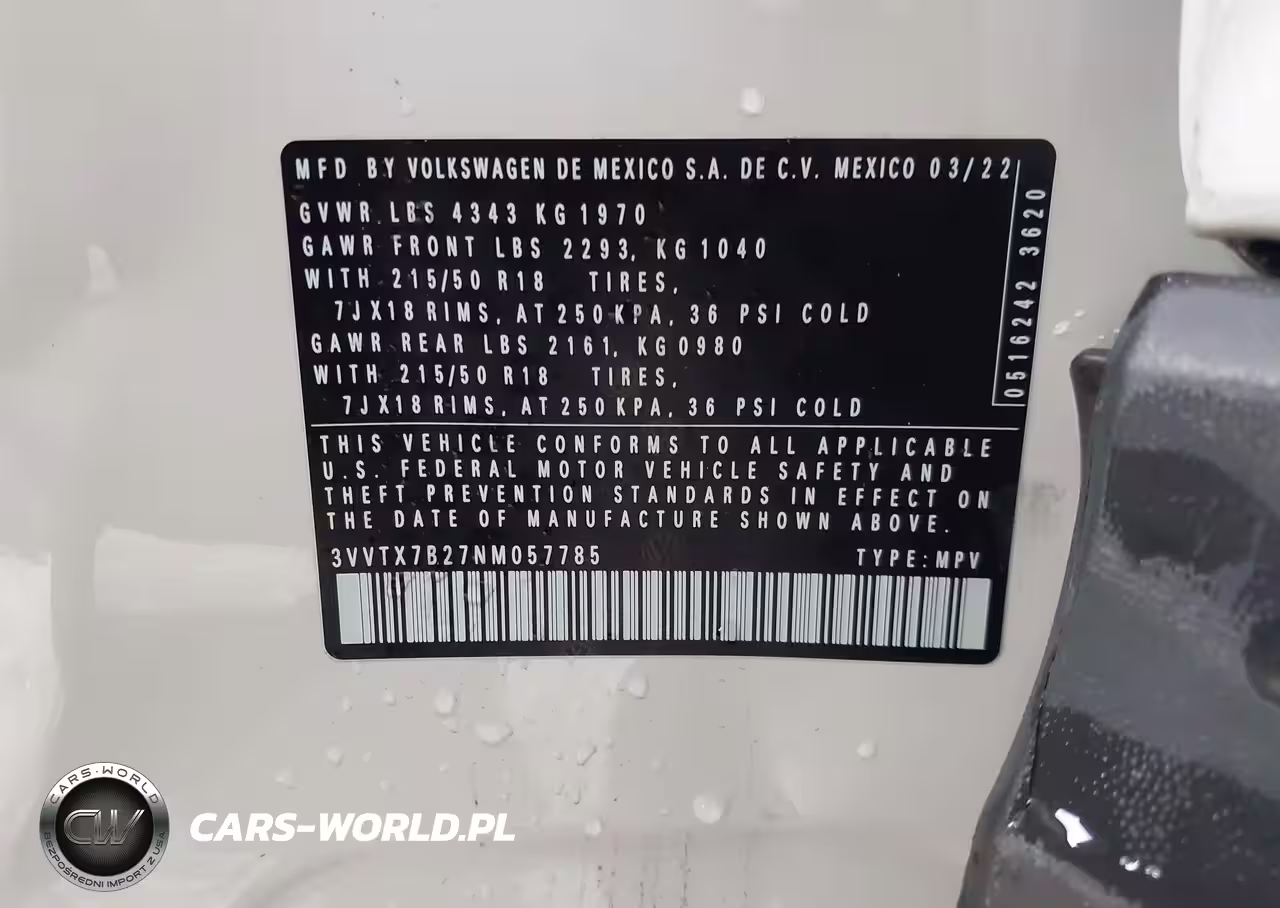 MFD BY VOLKSWAGEN DE MEXICO S.A. DE C.V. MEXICO 03/22
GVWR LBS 4343 KG 1970
GAWR FRONT LBS 2293, KG 1040
WITH 215/50 R18 TIRES,
7JX18 RIMS, AT 250 KPA, 36 PSI COLD
GAWR REAR LBS 2161, KG 0980
WITH 215/50 R18 TIRES,
7JX18 RIMS, AT 250 KPA, 36 PSI COLD
0516242 3620
THIS VEHICLE CONFORMS TO ALL APPLICABLE
U.S. FEDERAL MOTOR VEHICLE SAFETY AND
THEFT PREVENTION STANDARDS IN EFFECT ON
THE DATE OF MANUFACTURE SHOWN ABOVE.
3VVTX7B27NM057785 TYPE: MPV
CARS-WORLD
CW
BEZPOŚREDNI IMPORT Z USA
CARS-WORLD.PL